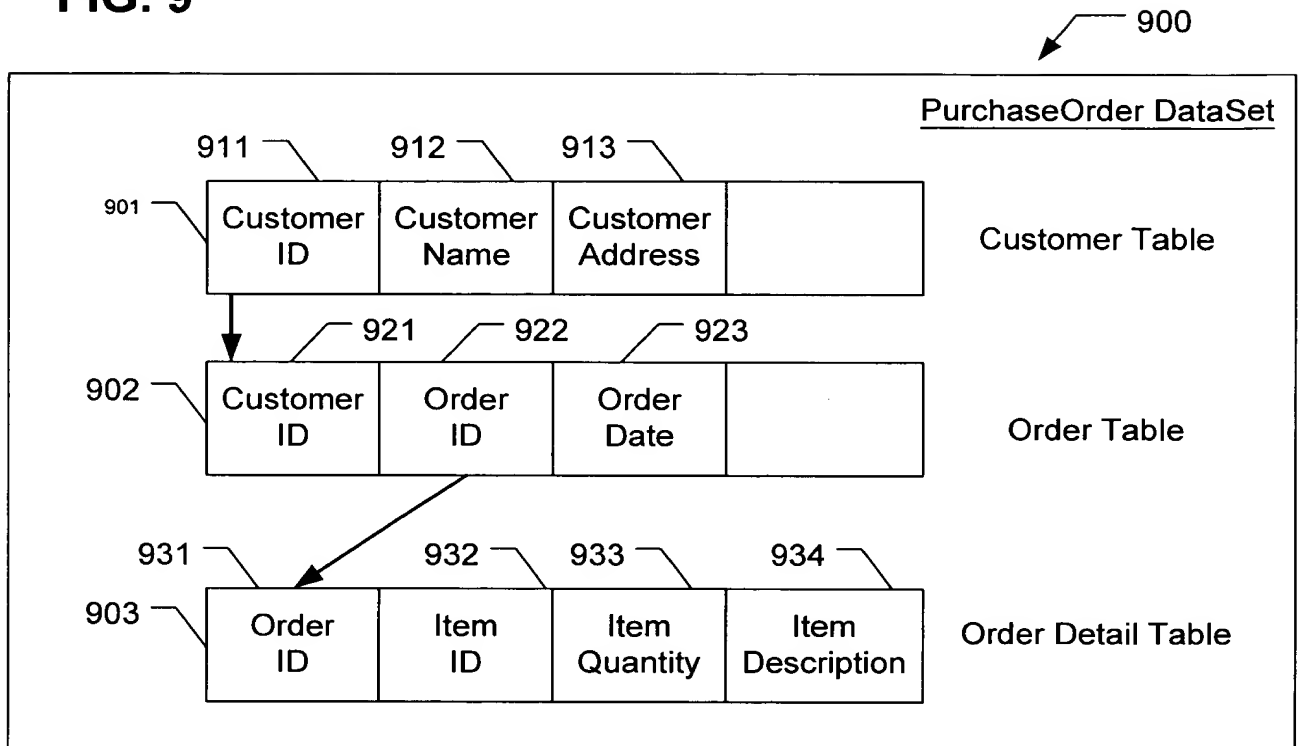 FIG. 9
900
PurchaseOrder DataSet
911
912
913
901
Customer
ID
Customer
Name
Customer
Address
Customer Table
921
922
923
902
Customer
ID
Order
ID
Order
Date
Order Table
931
932
933
934
903
Order
ID
Item
ID
Item
Quantity
Item
Description
Order Detail Table